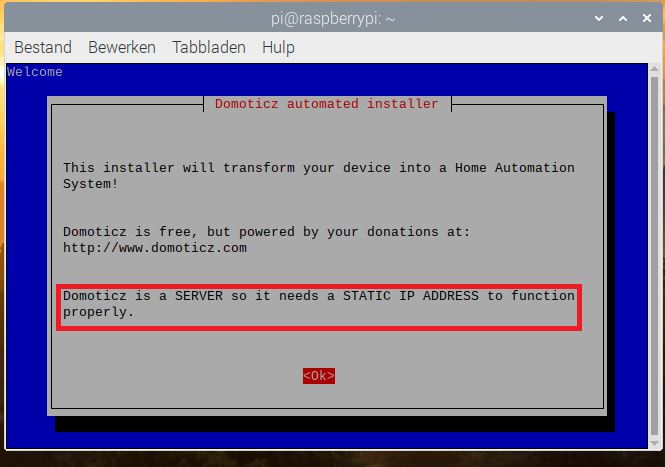 pi@raspberrypi: ~
Bestand Bewerken Tabbladen Hulp
Welcome
Domoticz automated installer
This installer will transform your device into a Home Automation
System!
Domoticz is free, but powered by your donations at:
http://www.domoticz.com
Domoticz is a SERVER so it needs a STATIC IP ADDRESS to function
properly.
<Ok>